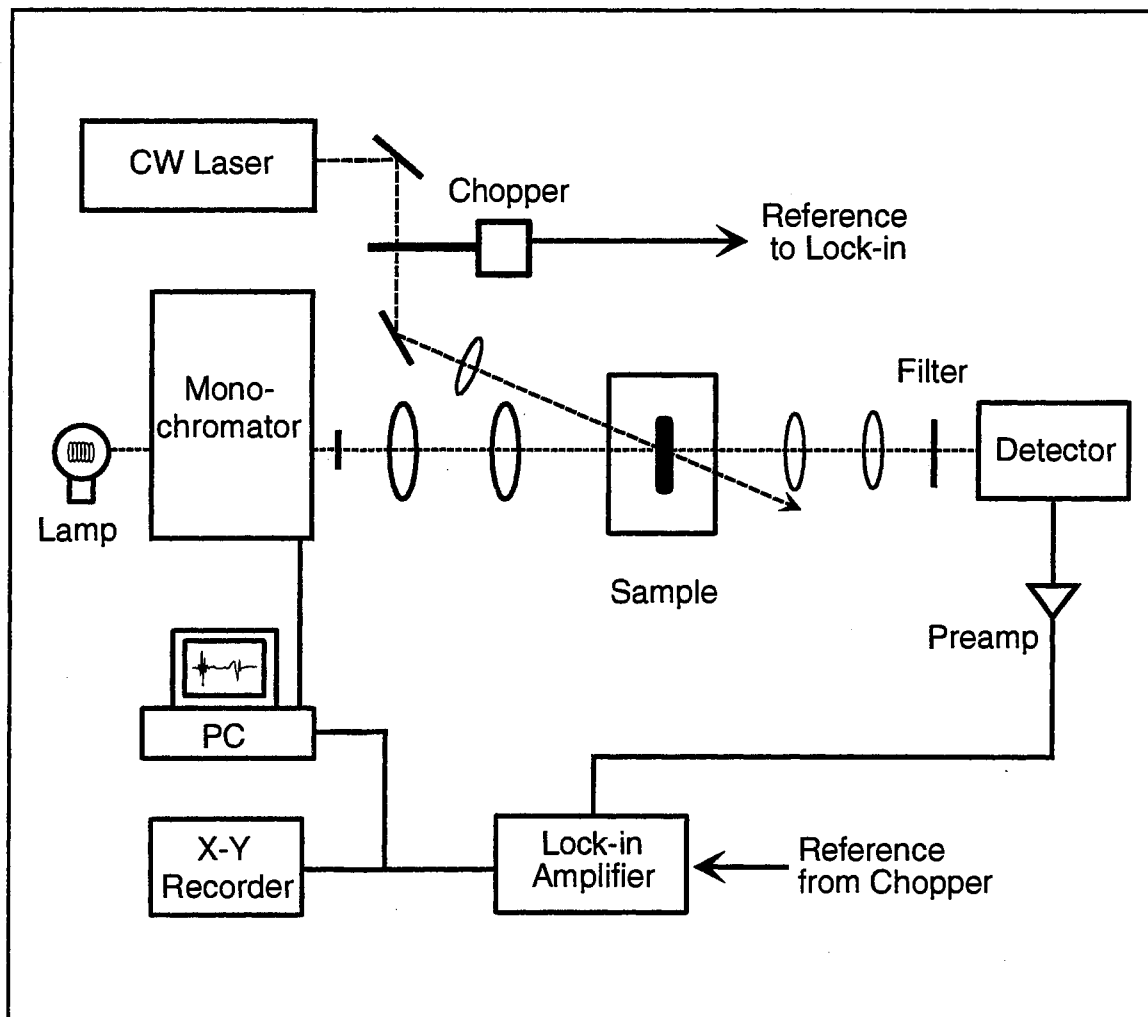 CW Laser
Chopper
Reference
to Lock-in
Mono-
chromator
Filter
Detector
Lamp
Sample
Preamp
PC
X-Y
Recorder
Lock-in
Amplifier
Reference
from Chopper